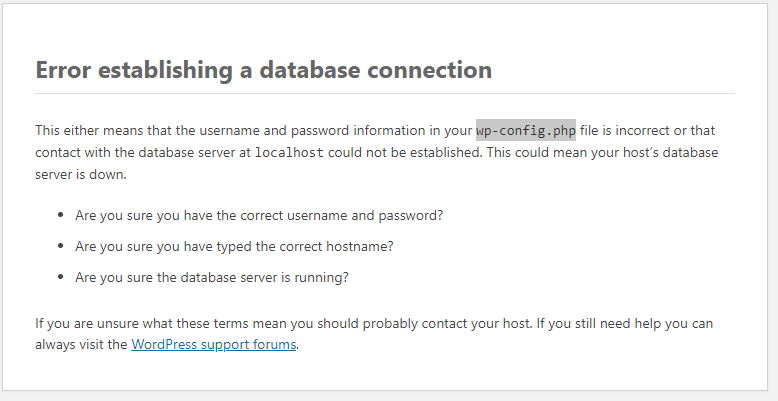 Error establishing a database connection
This either means that the username and password information in your wp-config.php file is incorrect or that
contact with the database server at localhost could not be established. This could mean your host’s database
server is down.
• Are you sure you have the correct username and password?
• Are you sure you have typed the correct hostname?
• Are you sure the database server is running?
If you are unsure what these terms mean you should probably contact your host. If you still need help you can
always visit the WordPress support forums.